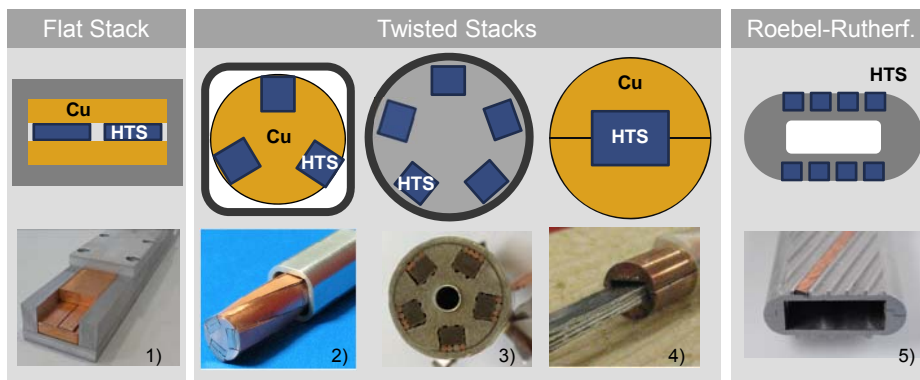 Flat Stack
Twisted Stacks
Roebel-Rutherf.
Cu
HTS
Cu
HTS
HTS
Cu
HTS
HTS
1)
2)
3)
4)
5)